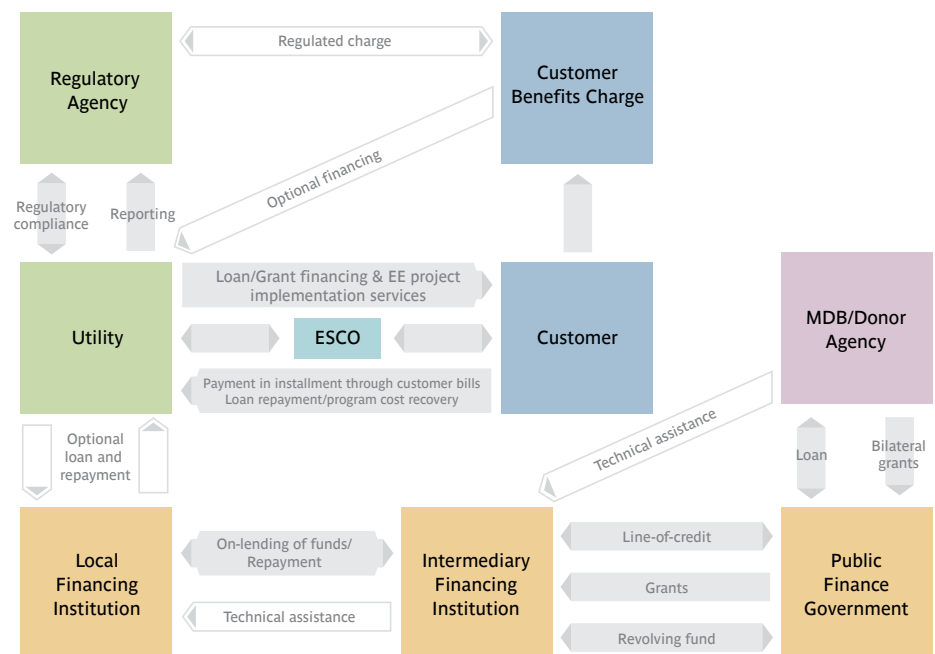 Regulatory
Agency
Regulated charge
Customer
Benefits Charge
Optional financing
Regulatory
compliance
Reporting
Utility
Loan/Grant financing & EE project
implementation services
ESCO
Payment in installment through customer bills
Loan repayment/program cost recovery
Customer
MDB/Donor
Agency
Optional
loan and
repayment
Technical assistance
Loan
Bilateral
grants
Local
Financing
Institution
On-lending of funds/
Repayment
Technical assistance
Intermediary
Financing
Institution
Line-of-credit
Grants
Revolving fund
Public
Finance
Government